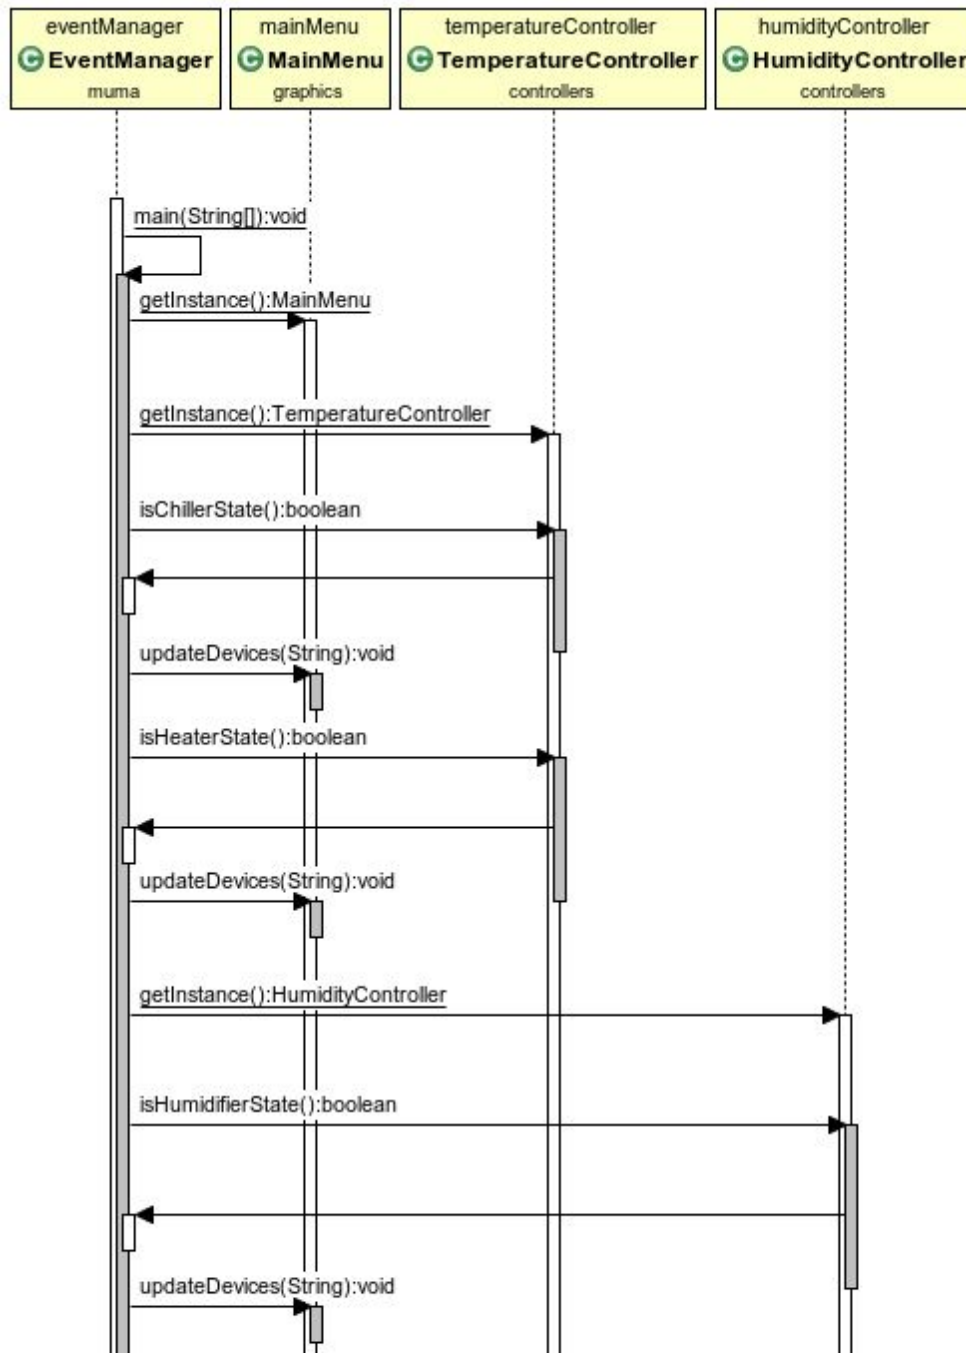 eventManager
C EventManager
muma
mainMenu
C MainMenu
graphics
temperatureController
C TemperatureController
controllers
humidityController
C HumidityController
controllers
main(String[]):void
getInstance():MainMenu
getInstance():TemperatureController
isChillerState():boolean
updateDevices(String):void
isHeaterState():boolean
updateDevices(String):void
getInstance():HumidityController
isHumidifierState():boolean
updateDevices(String):void